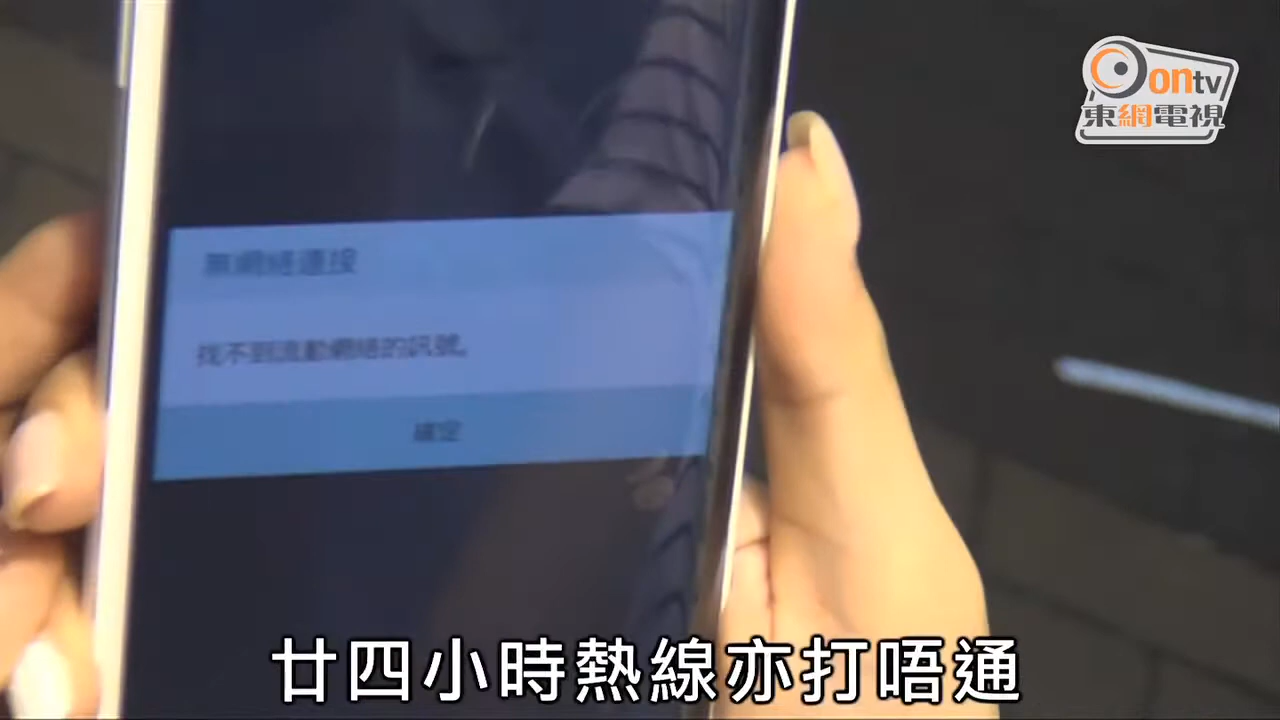 ontv
東網電視
無網絡連接
找不到流動網絡的訊號。
確定
廿四小時熱線亦打唔通